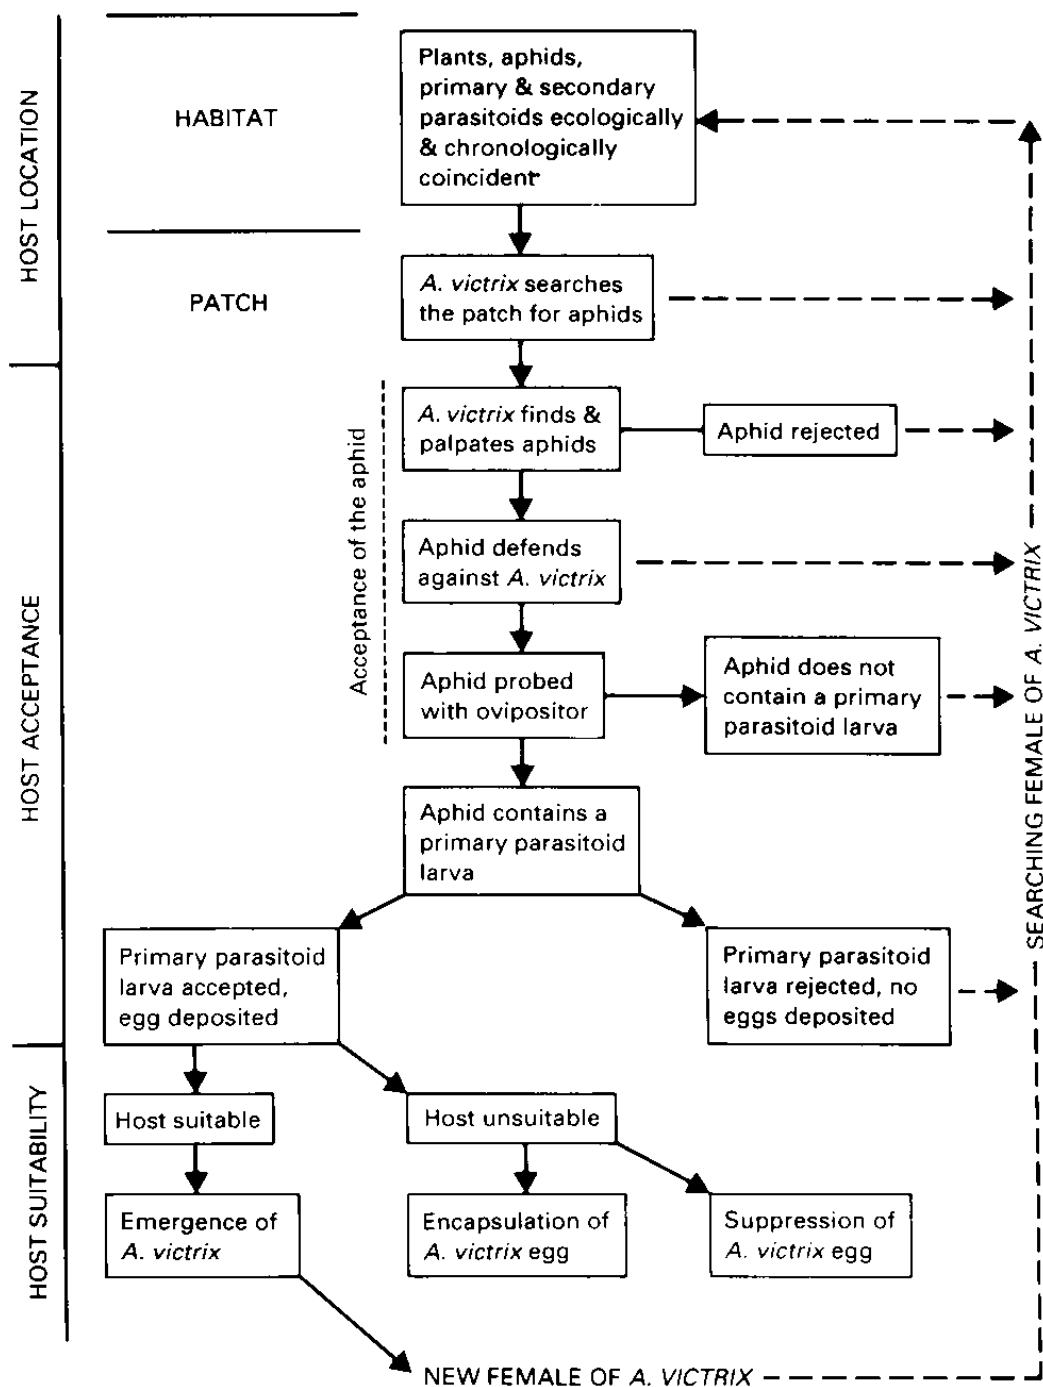 HOST LOCATION
HABITAT
Plants, aphids,
primary & secondary
parasitoids ecologically
& chronologically
coincident
PATCH
A. victrix searches
the patch for aphids
HOST ACCEPTANCE
Acceptance of the aphid
A. victrix finds &
palpates aphids
Aphid rejected
Aphid defends
against A. victrix
Aphid probed
with ovipositor
Aphid does not
contain a primary
parasitoid larva
Aphid contains a
primary parasitoid
larva
Primary parasitoid
larva accepted,
egg deposited
Primary parasitoid
larva rejected, no
eggs deposited
SEARCHING FEMALE OF A. VICTRIX
HOST SUITABILITY
Host suitable
Host unsuitable
Emergence of
A. victrix
Encapsulation of
A. victrix egg
Suppression of
A. victrix egg
NEW FEMALE OF A. VICTRIX